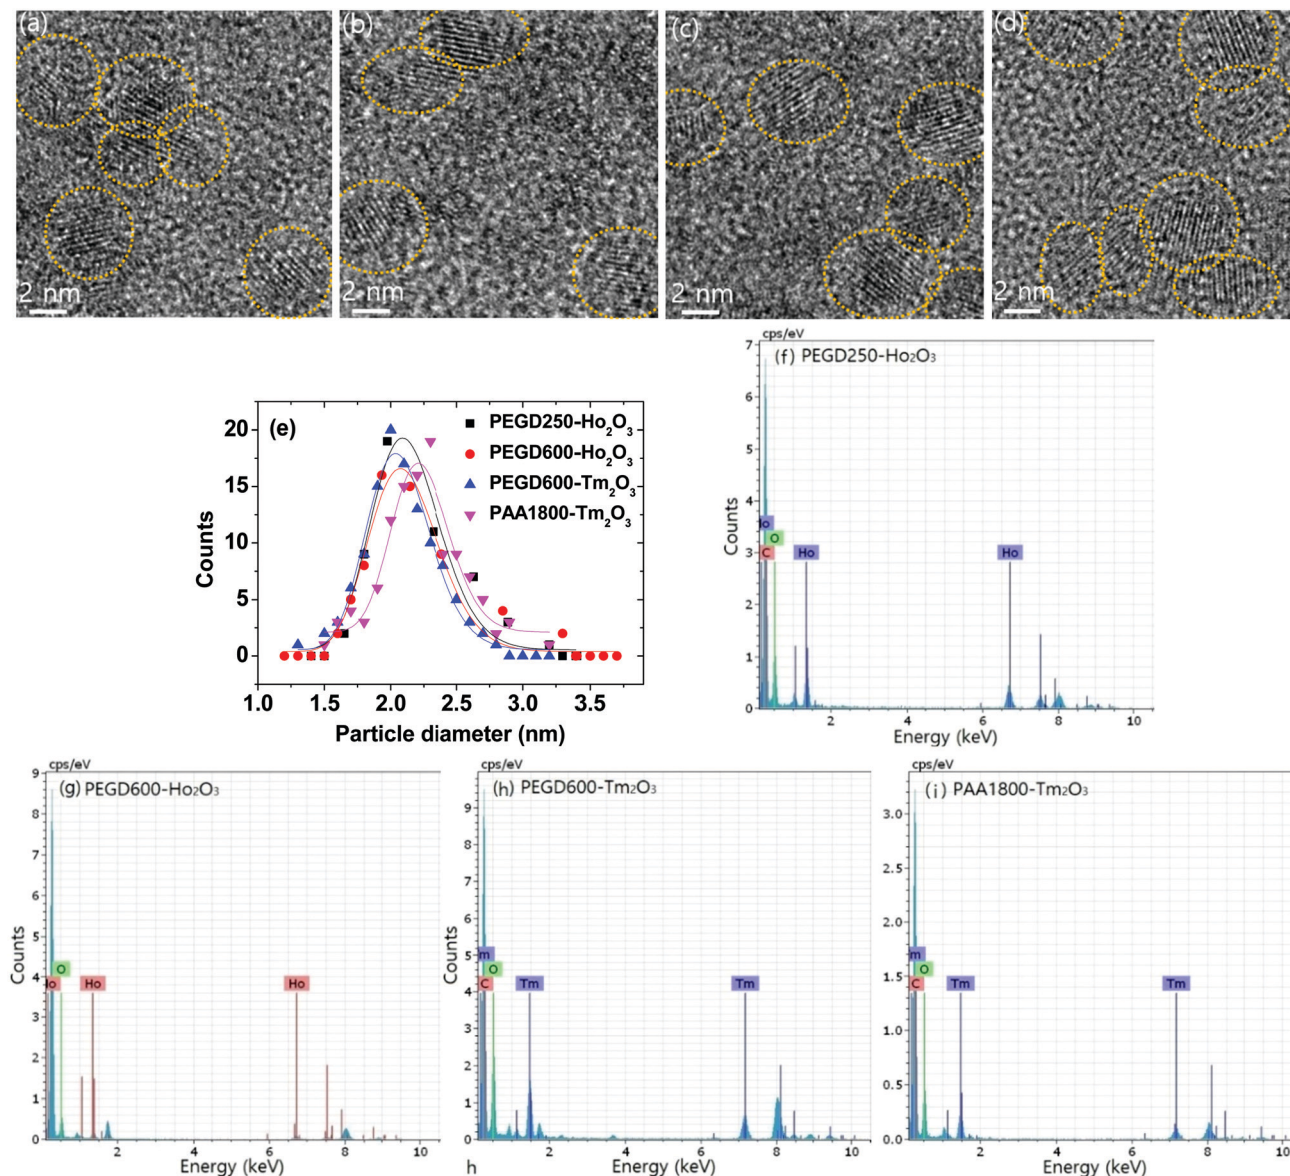 (a)
(b)
(c)
(d)
2 nm
2 nm
2 nm
2 nm
(e)
PEGD250-Ho₂O₃
PEGD600-Ho₂O₃
PEGD600-Tm₂O₃
PAA1800-Tm₂O₃
Counts
20
15
10
5
0
1.0 1.5 2.0 2.5 3.0 3.5
Particle diameter (nm)
cps/eV
(f) PEGD250-Ho₂O₃
Counts
7
6
5
4
3
2
1
0
lo
C
O
Ho
Ho
2 4 6 8 10
Energy (keV)
cps/eV
(g) PEGD600-Ho₂O₃
Counts
9
8
7
6
5
4
3
2
1
0
lo
O
Ho
Ho
2 4 6 8 10
Energy (keV)
cps/eV
(h) PEGD600-Tm₂O₃
Counts
9
8
7
6
5
4
3
2
1
0
m
C
O
Tm
Tm
2 4 6 8 10
Energy (keV)
h
cps/eV
(i) PAA1800-Tm₂O₃
3.0
2.5
2.0
1.5
1.0
0.5
0.0
m
C
O
Tm
Tm
2 4 6 8 10
Energy (keV)